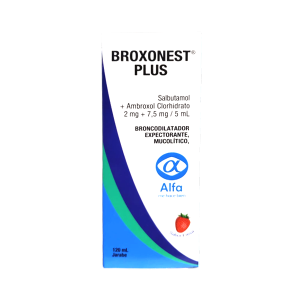 BROXONEST®
PLUS
Salbutamol
+ Ambroxol Clorhidrato
2 mg + 7,5 mg / 5 mL
BRONCODILATADOR
EXPECTORANTE,
MUCOLÍTICO,
α
Alfa
120 mL
Jarabe